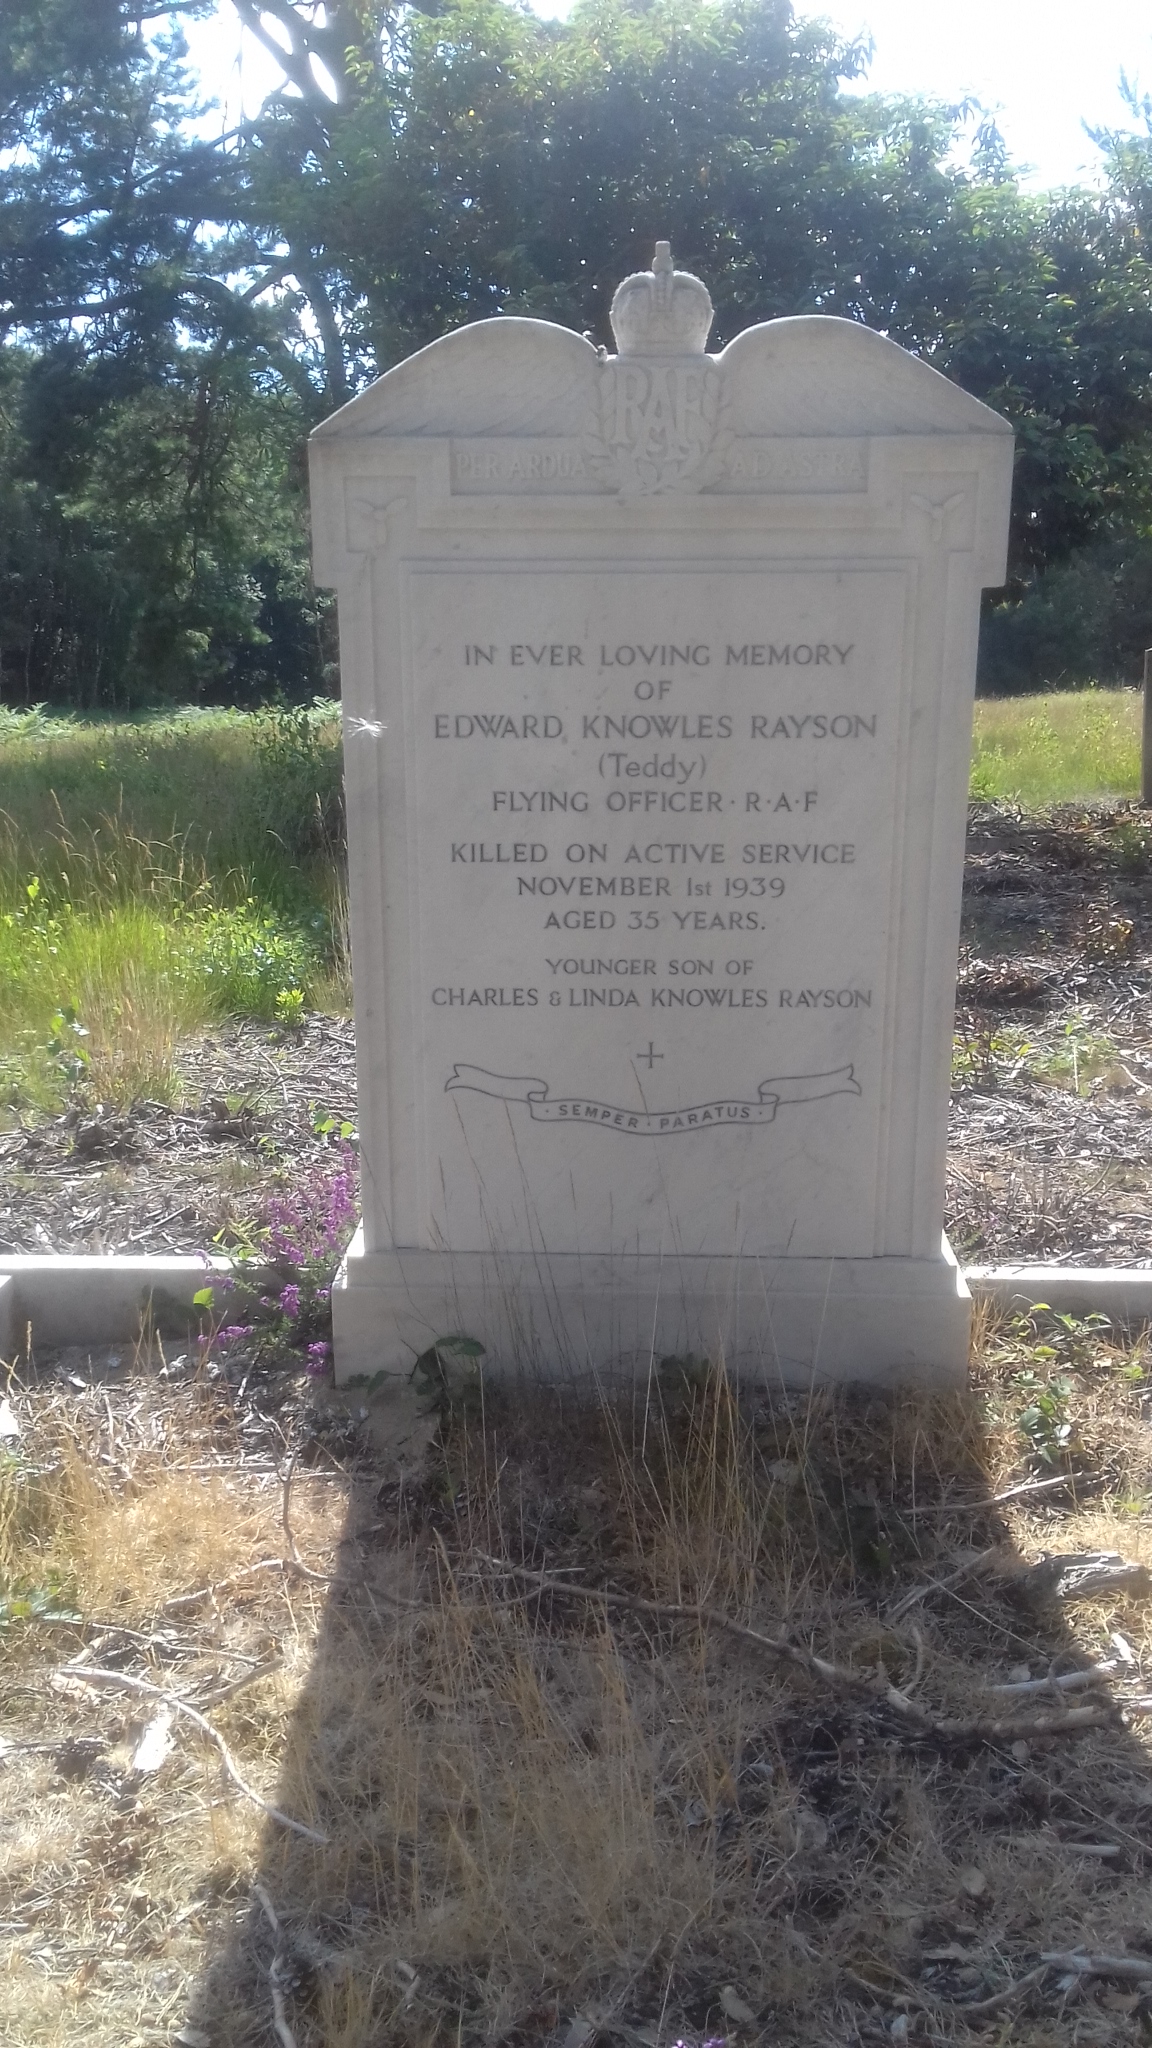 RAF
PER ARDUA AD ASTRA
IN EVER LOVING MEMORY
OF
EDWARD KNOWLES RAYSON
(Teddy)
FLYING OFFICER · R·A·F
KILLED ON ACTIVE SERVICE
NOVEMBER 1st 1939
AGED 35 YEARS.
YOUNGER SON OF
CHARLES & LINDA KNOWLES RAYSON
· SEMPER · PARATUS ·